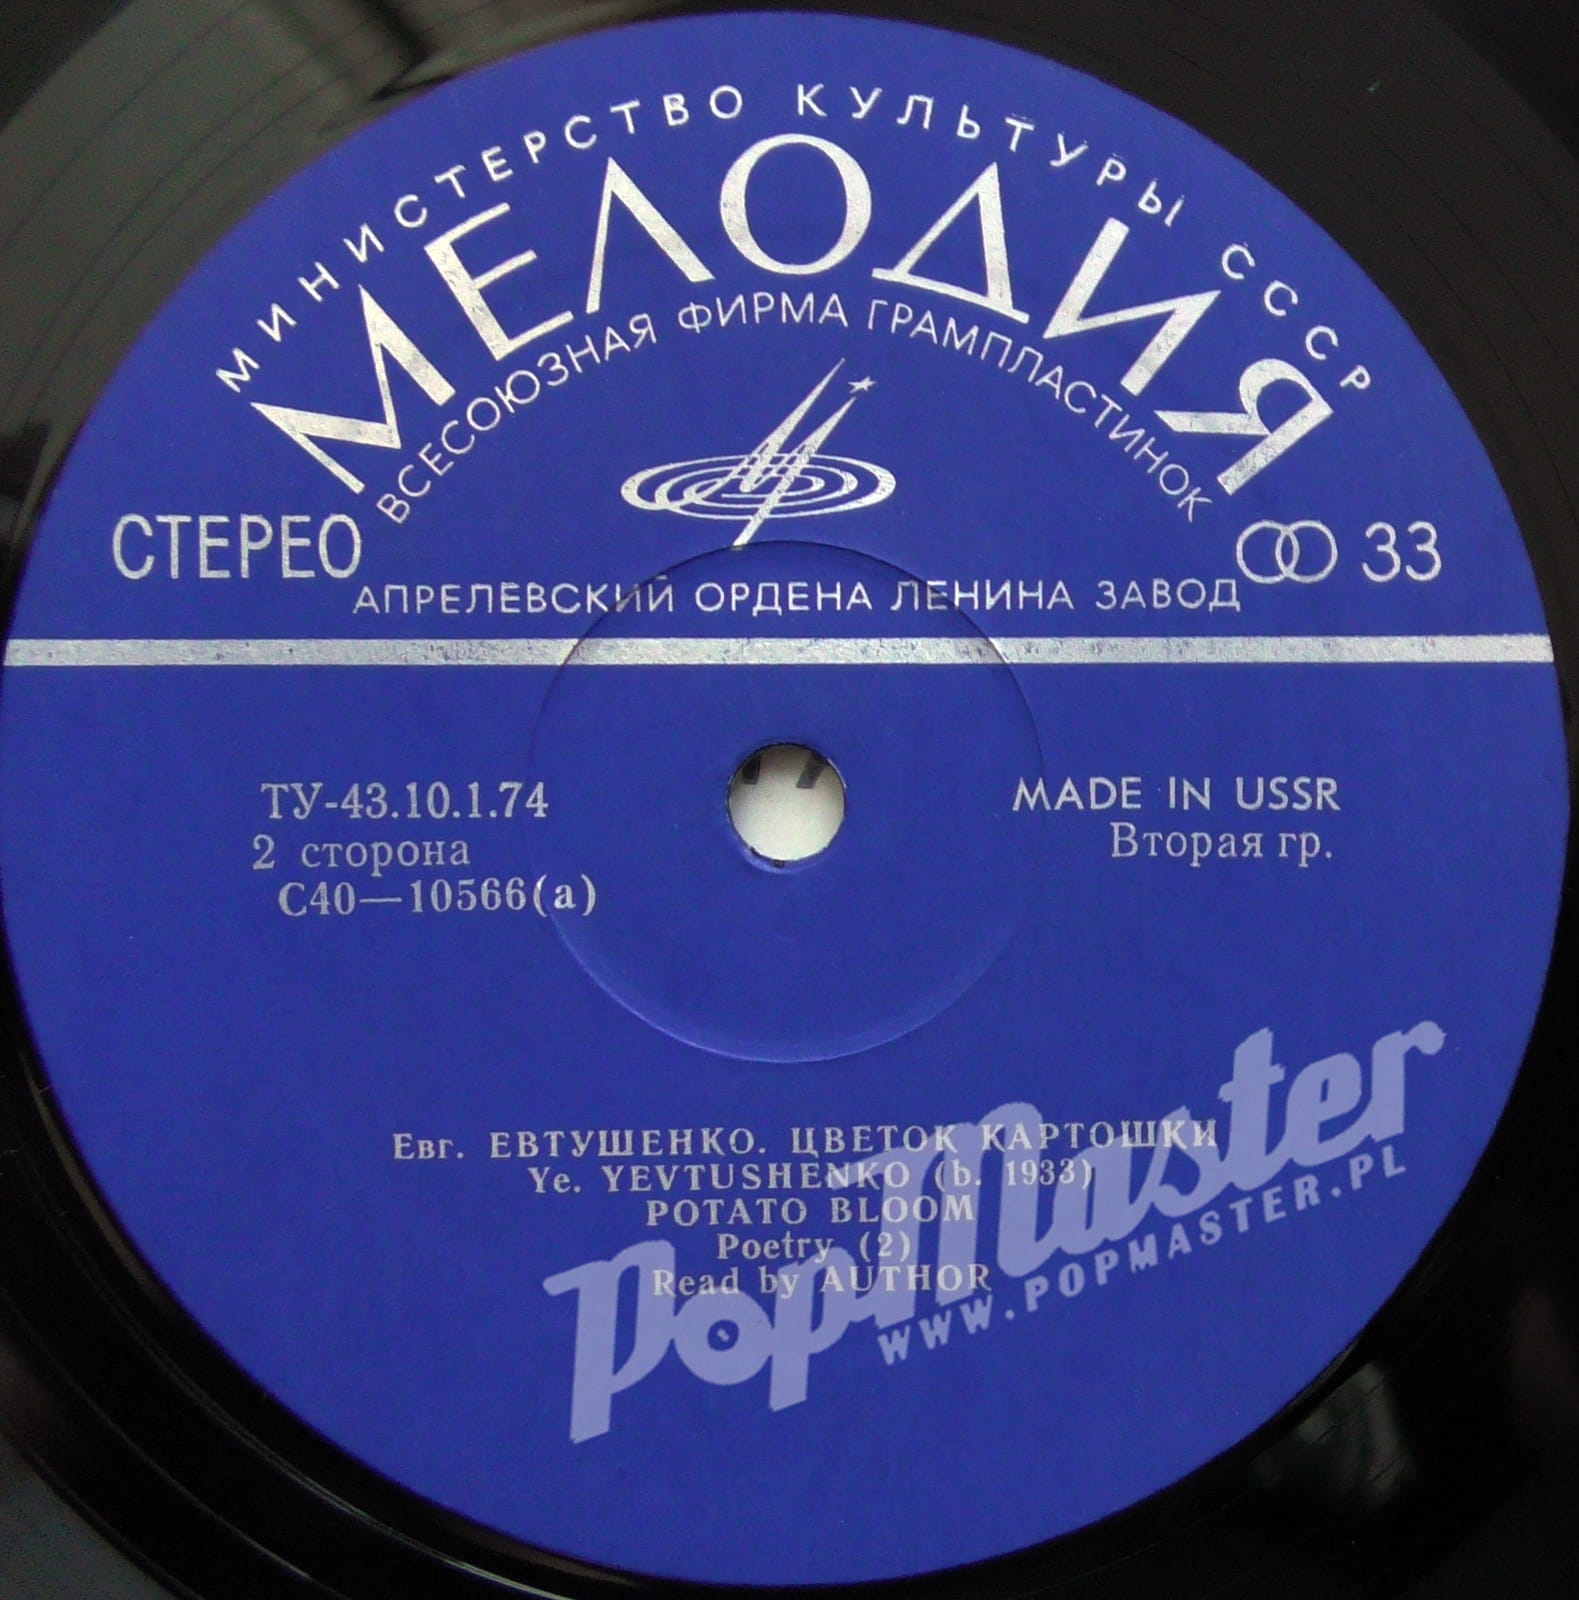 МИНИСТЕРСТВО КУЛЬТУРЫ СССР
МЕЛОДИЯ
ВСЕСОЮЗНАЯ ФИРМА ГРАМПЛАСТИНОК
СТЕРЕО
33
АПРЕЛЕВСКИЙ ОРДЕНА ЛЕНИНА ЗАВОД
ТУ-43.10.1.74
MADE IN USSR
2 сторона
Вторая гр.
С40—10566(а)
Евг. ЕВТУШЕНКО. ЦВЕТОК КАРТОШКИ
Ye. YEVTUSHENKO (b. 1933)
POTATO BLOOM
Poetry (2)
Read by AUTHOR
PopMaster
WWW.POPMASTER.PL